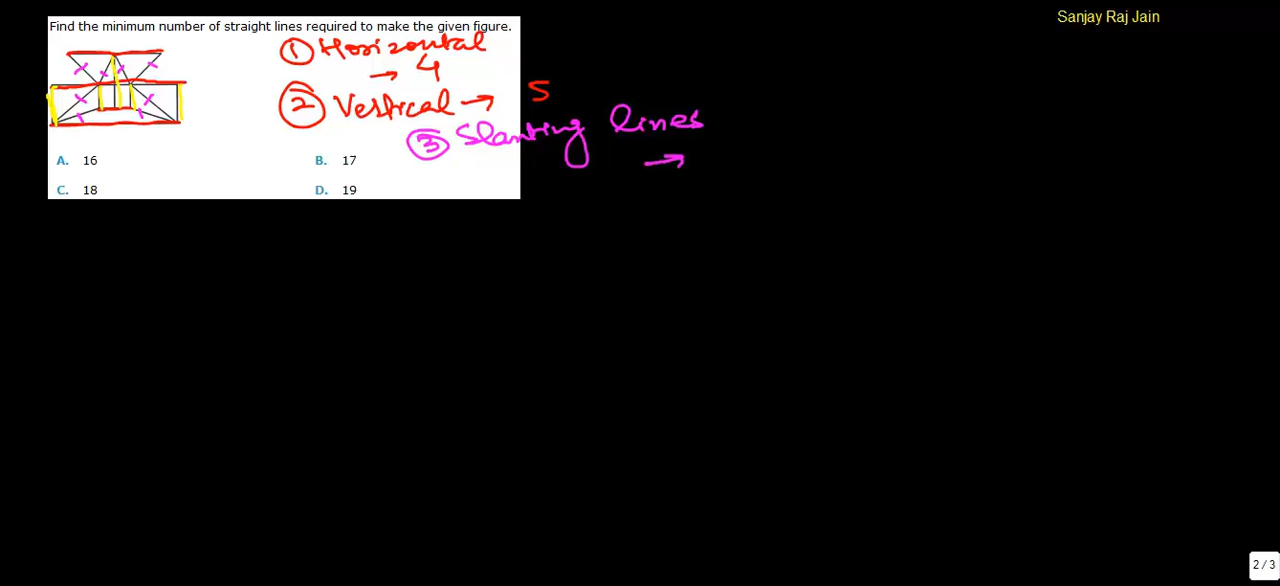 Sanjay Raj Jain
Find the minimum number of straight lines required to make the given figure.
① Horizontal
→ 4
② Vertical → 5
③ Slanting lines
→
A. 16
B. 17
C. 18
D. 19
2 / 3